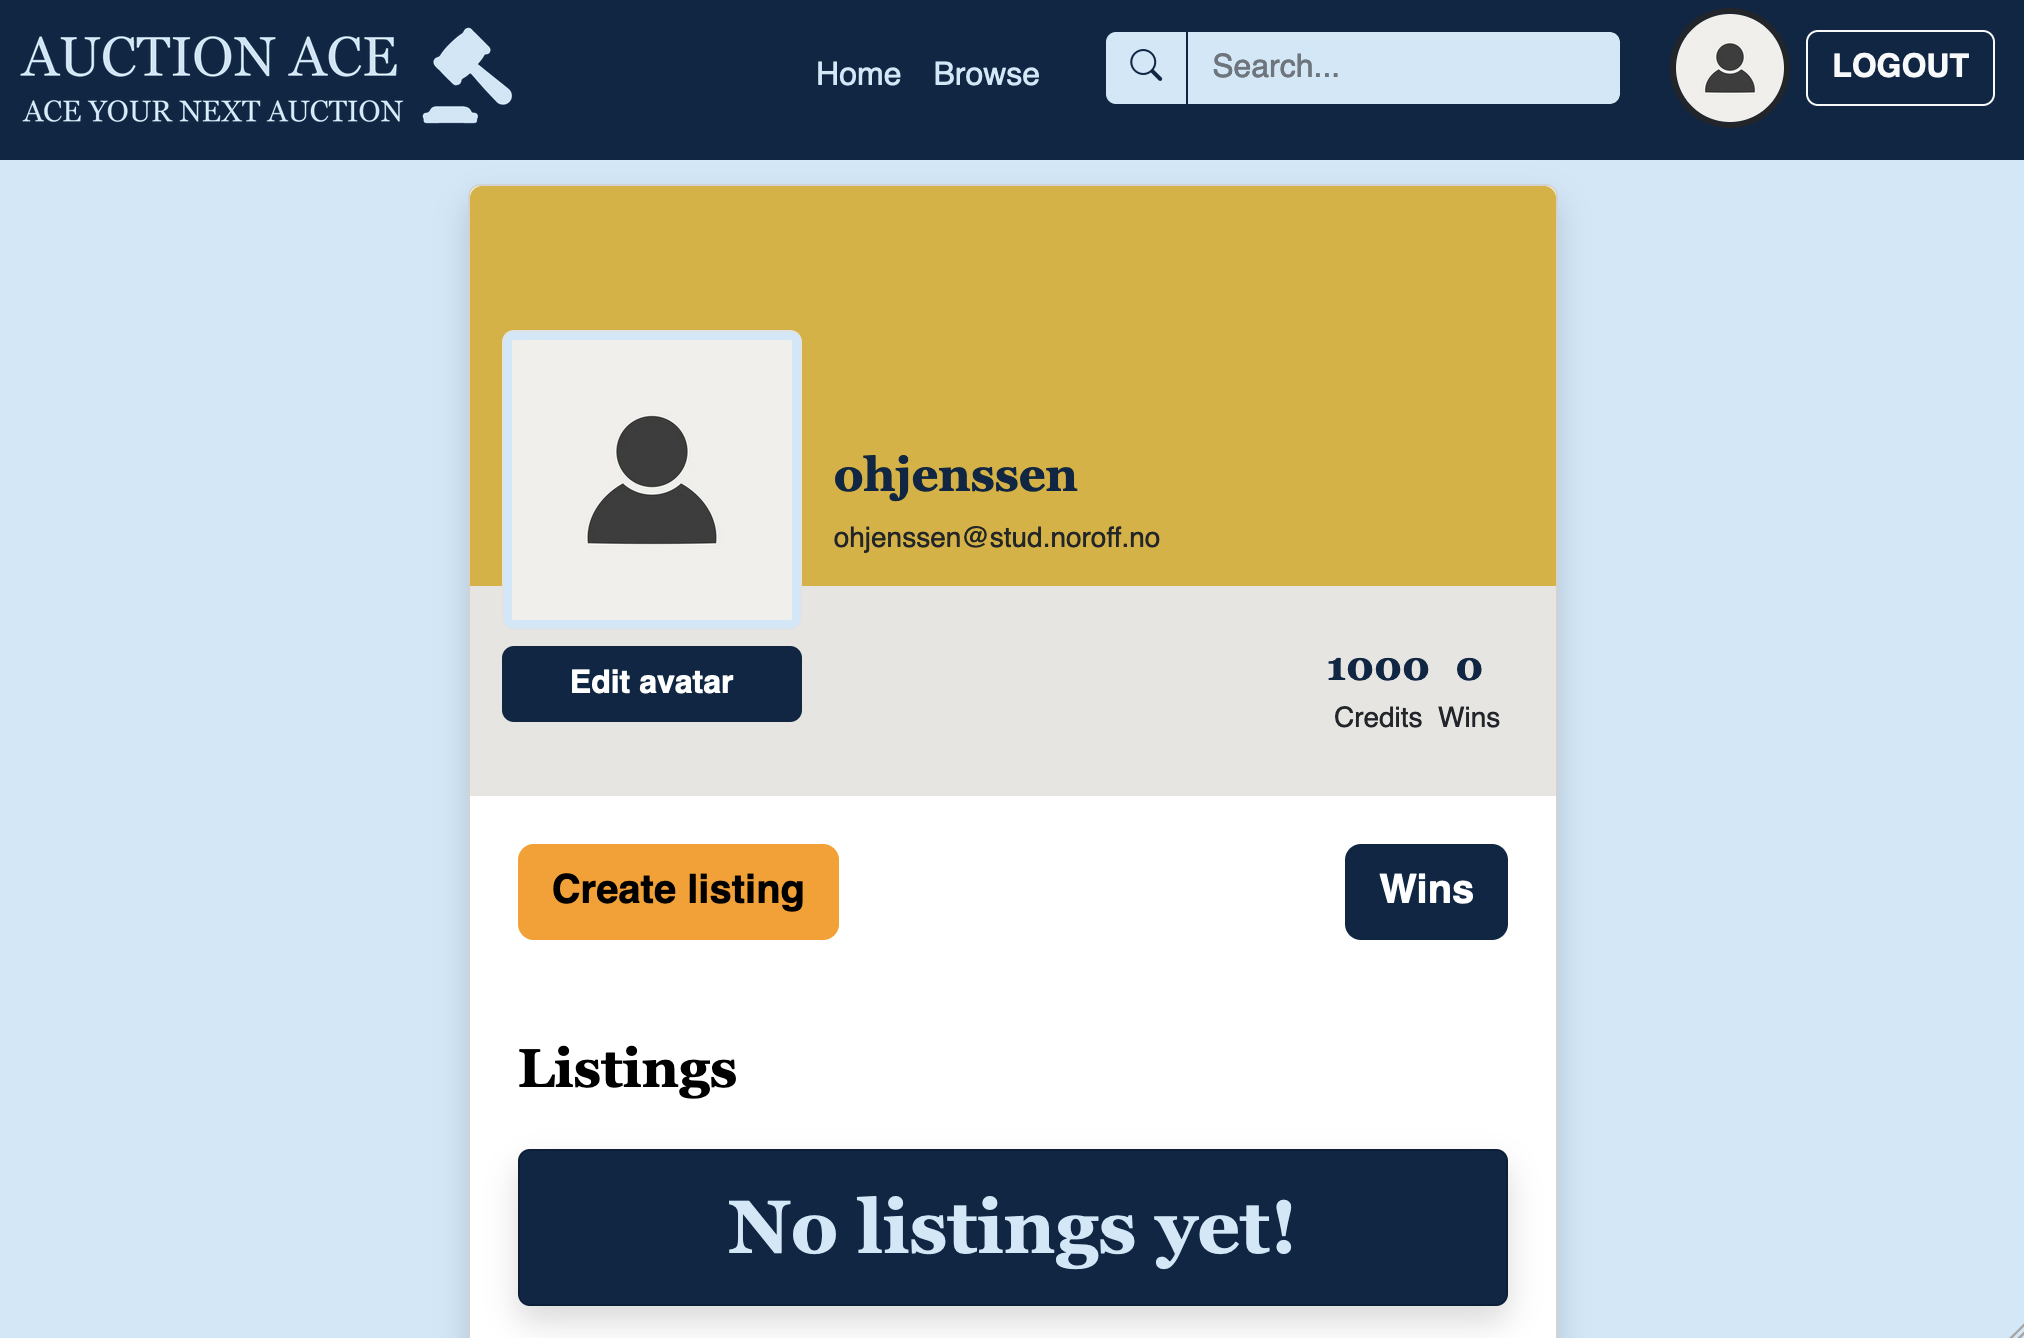 AUCTION ACE
ACE YOUR NEXT AUCTION
Home Browse
Search...
LOGOUT
ohjenssen
ohjenssen@stud.noroff.no
Edit avatar
1000 0
Credits Wins
Create listing
Wins
Listings
No listings yet!